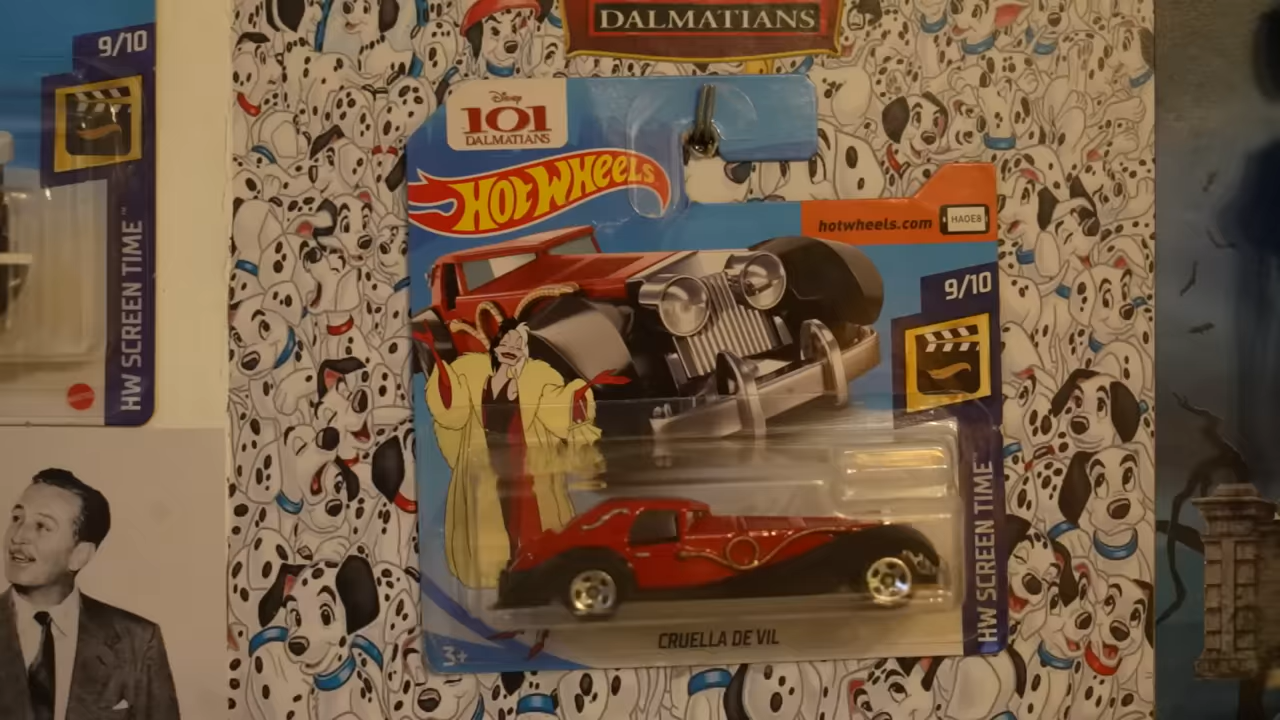 DALMATIANS
9/10
HW SCREEN TIME™
Disney
101
DALMATIANS
HOT WHEELS
hotwheels.com
HAOE8
9/10
HW SCREEN TIME
CRUELLA DE VIL
3+